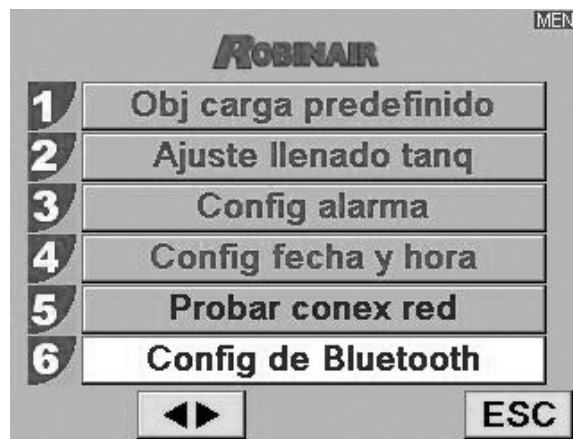 MEN
ROBINAIR
1 Obj carga predefinido
2 Ajuste llenado tanq
3 Config alarma
4 Config fecha y hora
5 Probar conex red
6 Config de Bluetooth
ESC